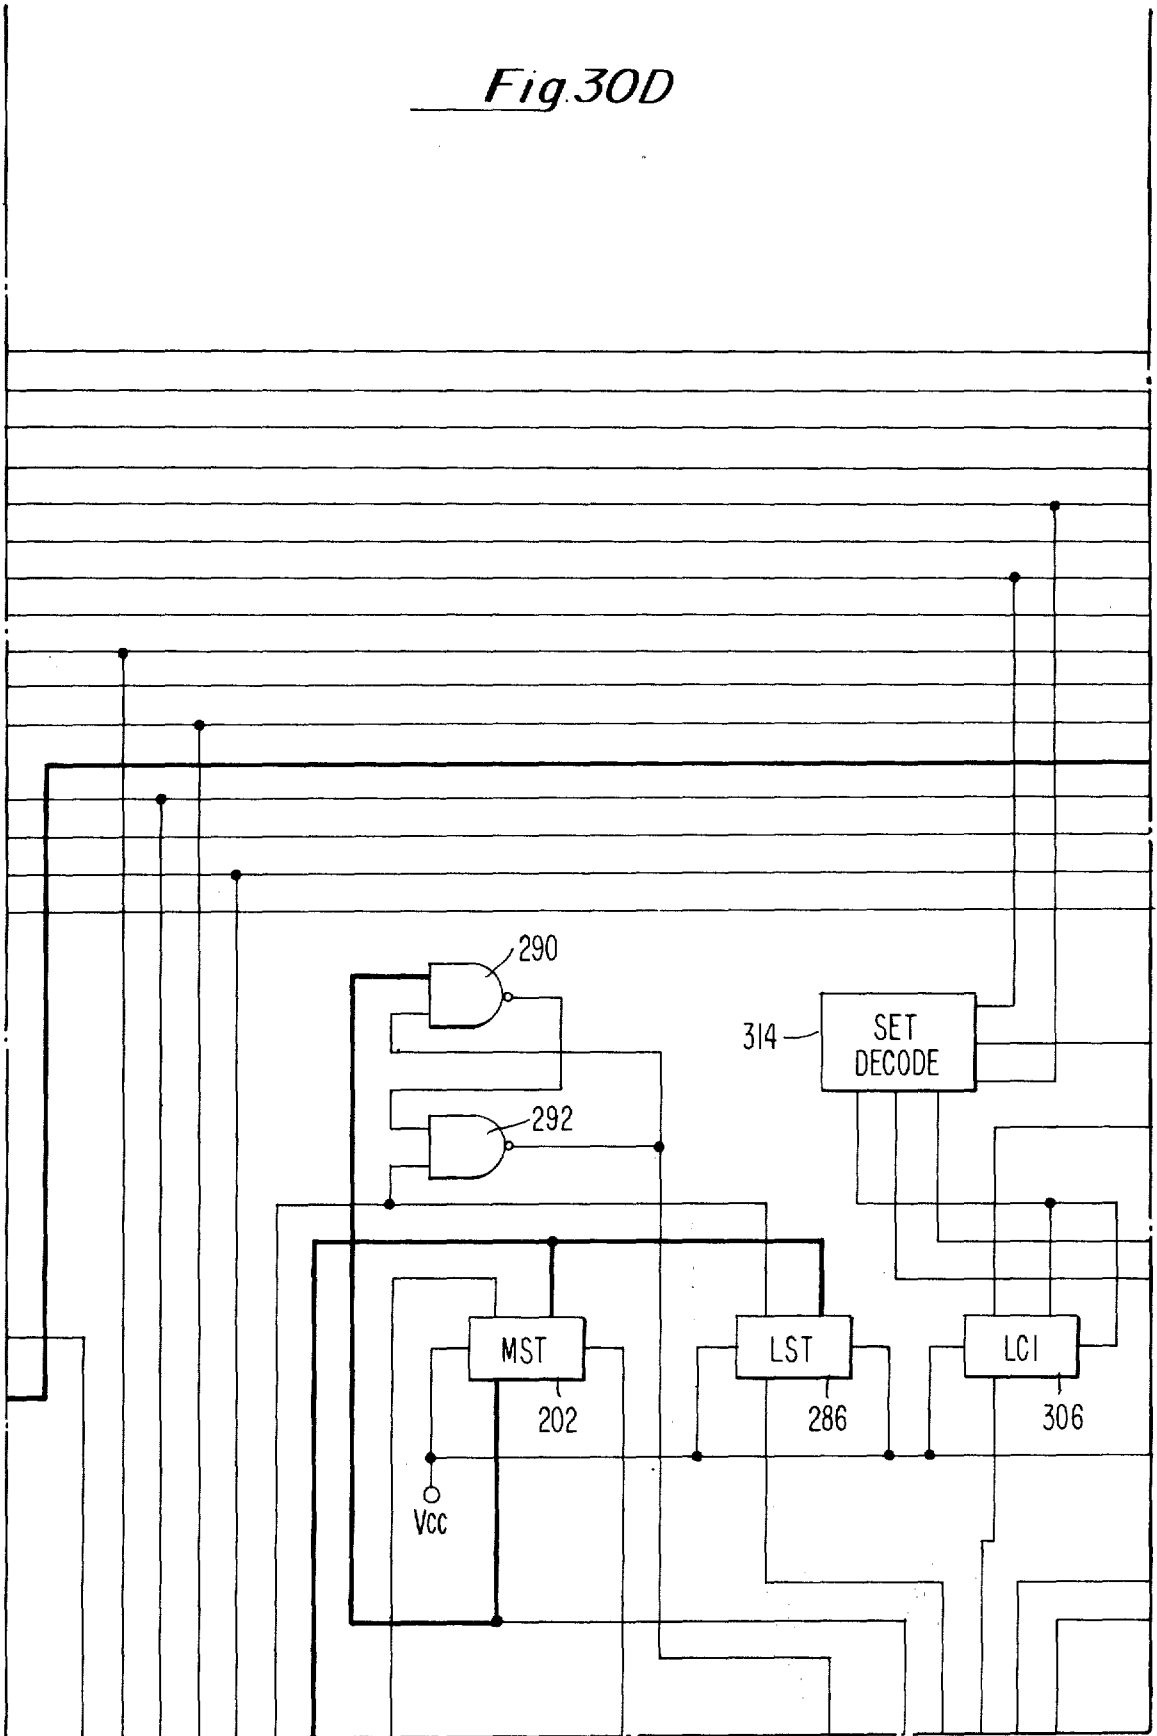 Fig. 30D
290
314
SET
DECODE
292
MST
LST
LCI
202
286
306
Vcc